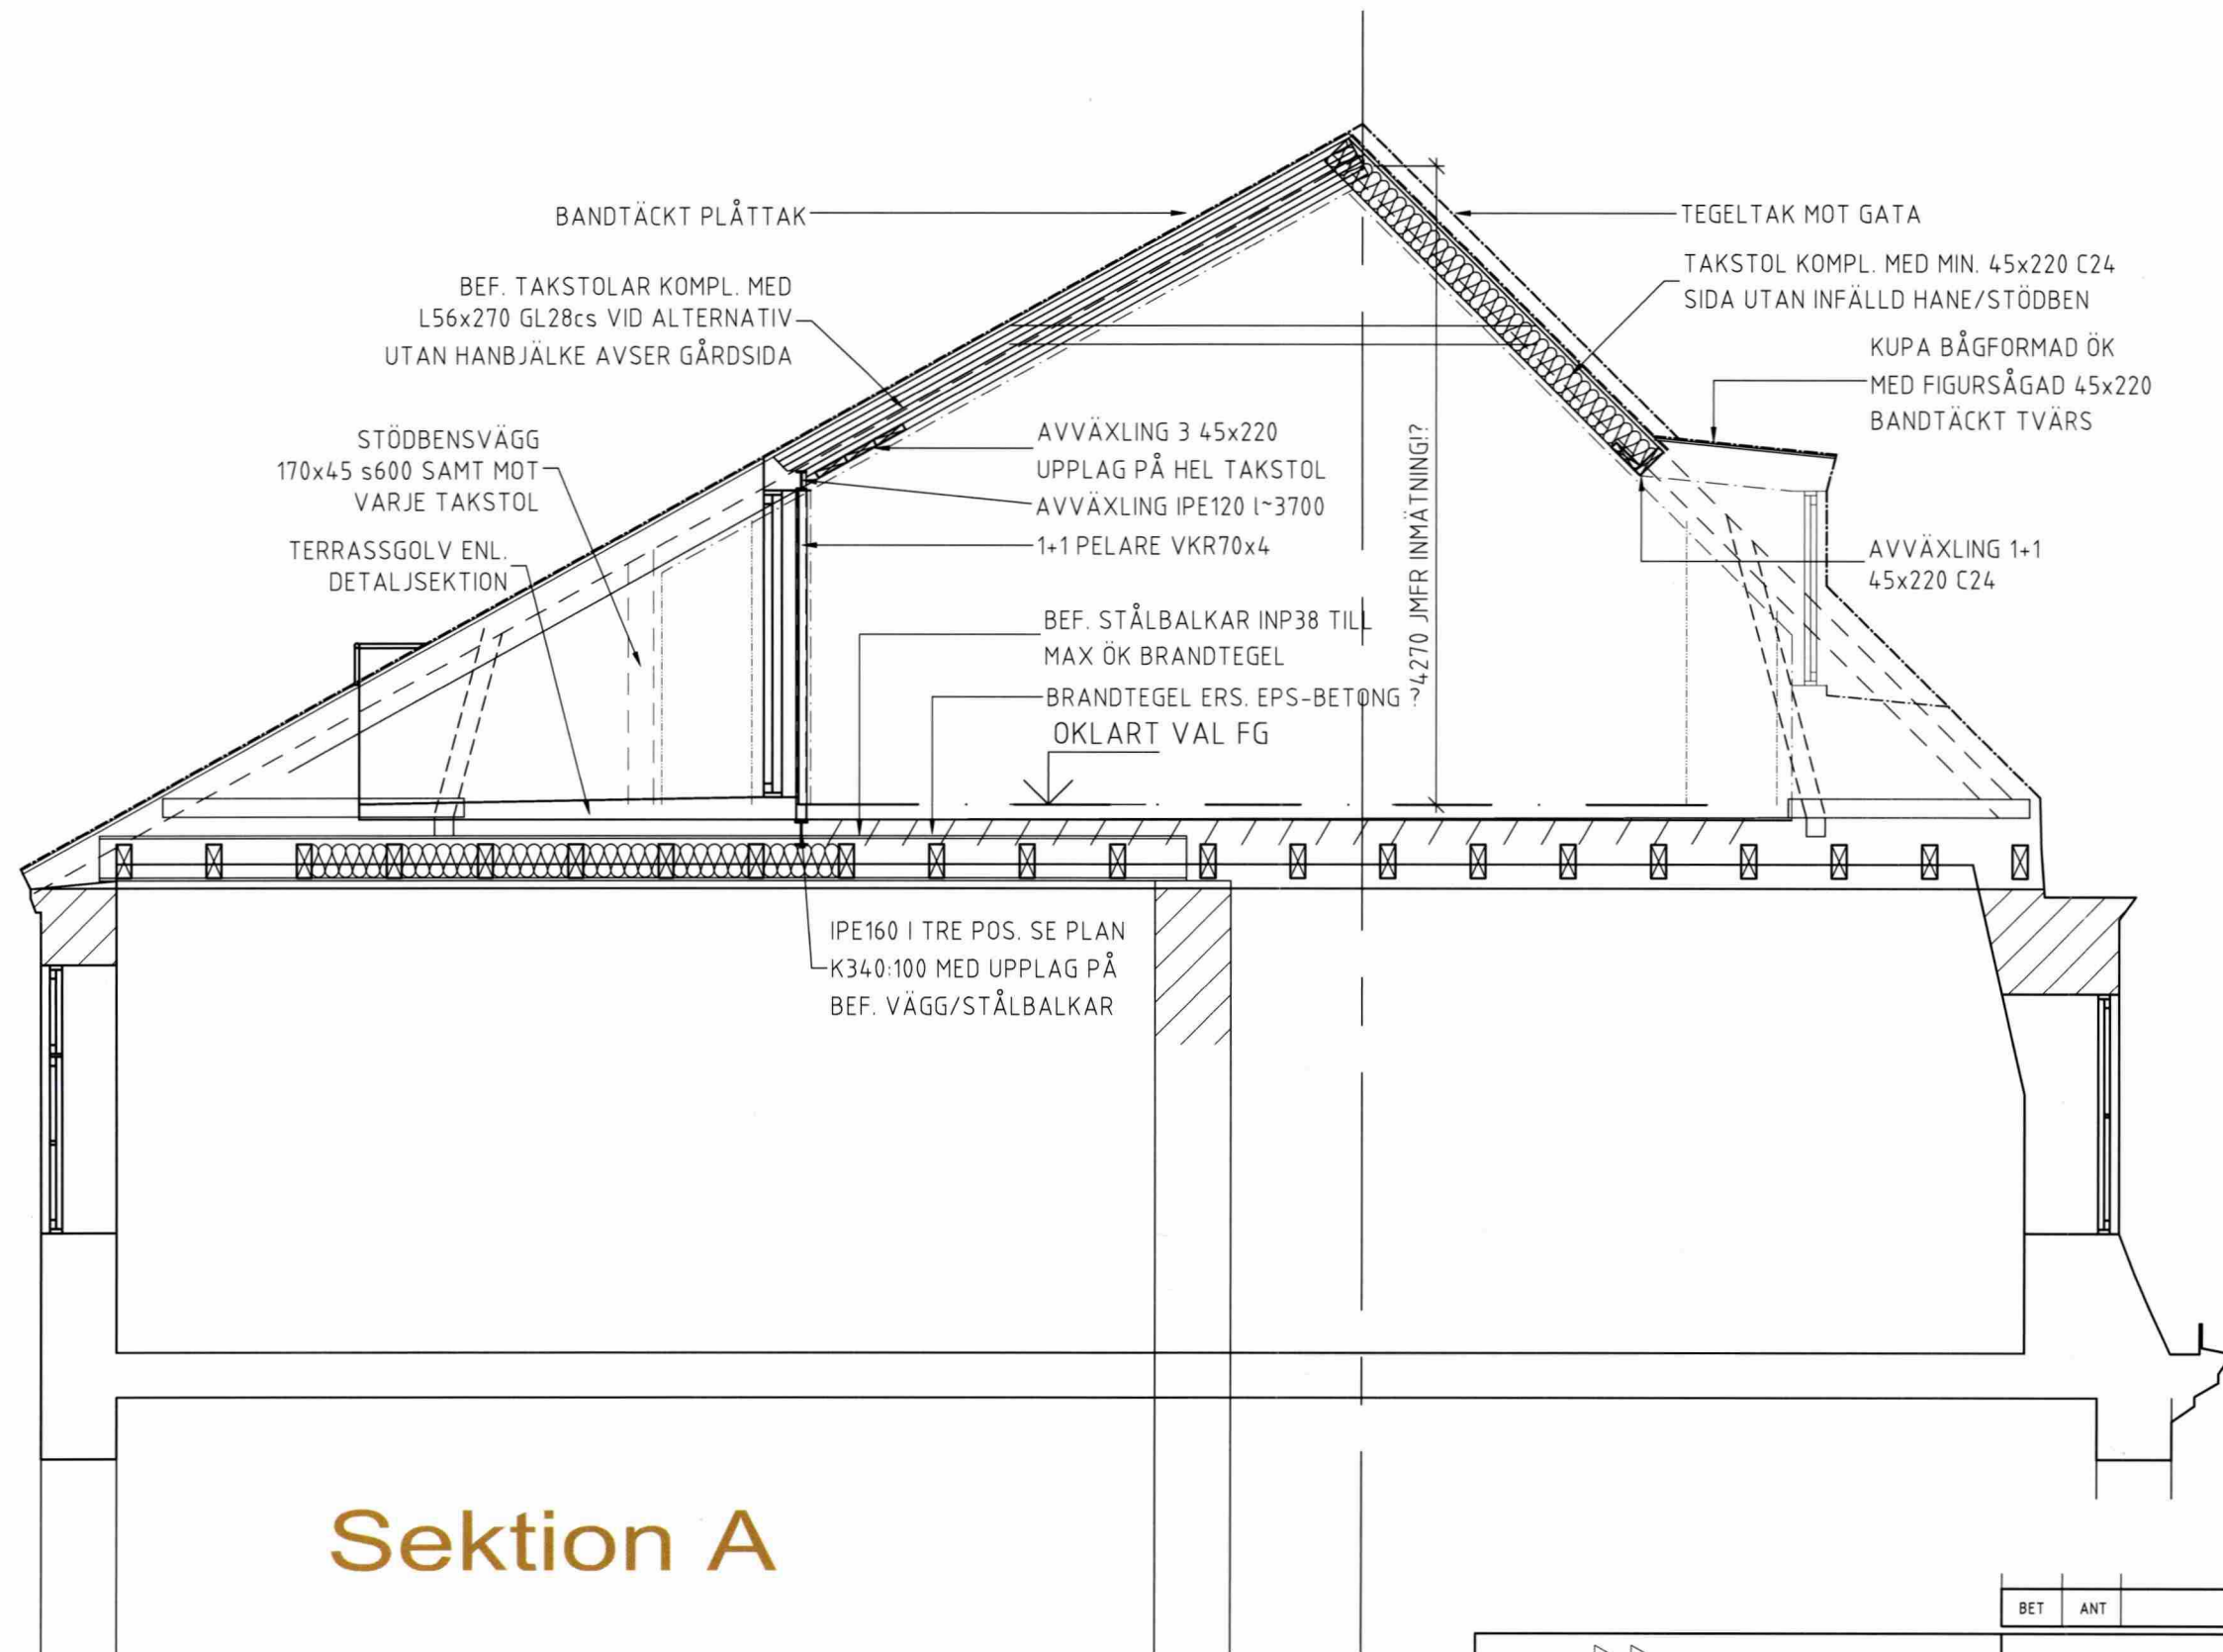 BANDTÄCKT PLÅTTAK
BEF. TAKSTOLAR KOMPL. MED
L56x270 GL28cs VID ALTERNATIV
UTAN HANBJÄLKE AVSER GÅRDSIDA
STÖDBENSVÄGG
170x45 s600 SAMT MOT
VARJE TAKSTOL
TERRASSGOLV ENL.
DETALJSEKTION
AVVÄXLING 3 45x220
UPPLAG PÅ HEL TAKSTOL
AVVÄXLING IPE120 l~3700
1+1 PELARE VKR70x4
BEF. STÅLBALKAR INP38 TILL
MAX ÖK BRANDTEGEL
BRANDTEGEL ERS. EPS-BETONG ?
OKLART VAL FG
4270 JMFR INMÄTNING!?
TEGELTAK MOT GATA
TAKSTOL KOMPL. MED MIN. 45x220 C24
SIDA UTAN INFÄLLD HANE/STÖDBEN
KUPA BÅGFORMAD ÖK
MED FIGURSÅGAD 45x220
BANDTÄCKT TVÄRS
AVVÄXLING 1+1
45x220 C24
IPE160 I TRE POS. SE PLAN
K340:100 MED UPPLAG PÅ
BEF. VÄGG/STÅLBALKAR
Sektion A
BET ANT